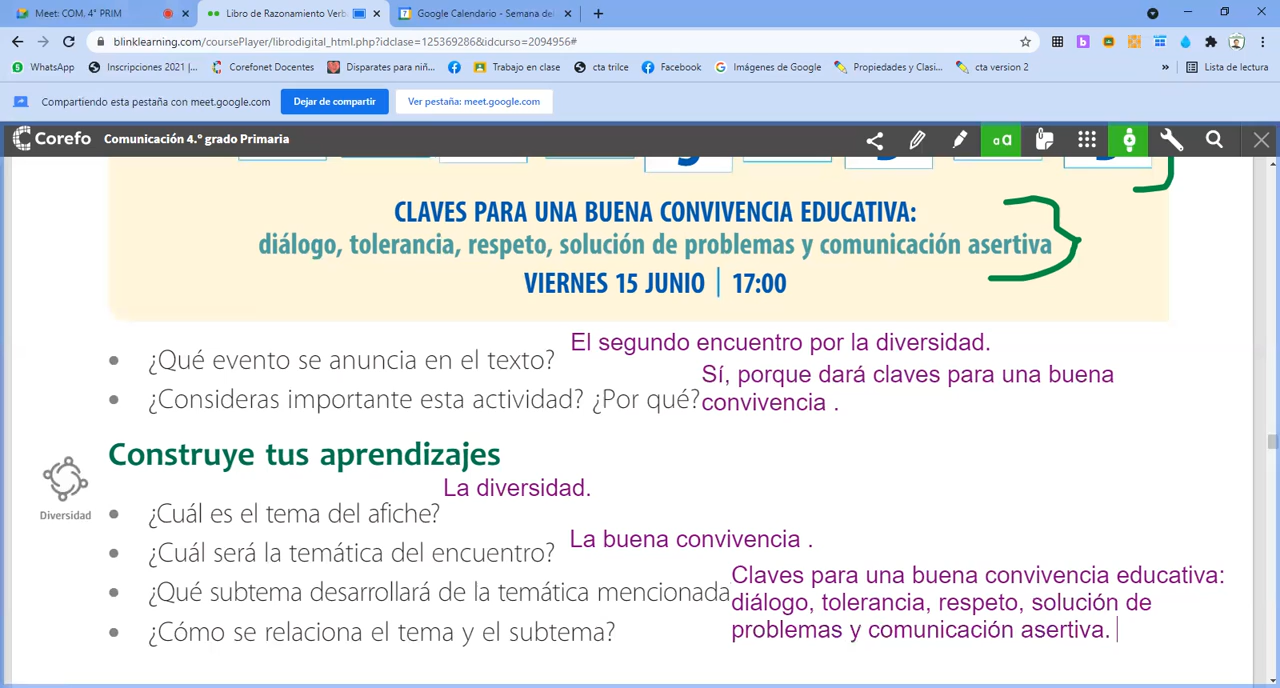 Meet: COM. 4° PRIM
Libro de Razonamiento Verb
Google Calendario - Semana del
blinklearning.com/coursePlayer/librodigital_html.php?idclase=125369286&idcurso=2094956#
WhatsApp
Inscripciones 2021 |...
Corefonet Docentes
Disparates para niñ...
Trabajo en clase
cta trilce
Facebook
Imágenes de Google
Propiedades y Clasi...
cta version 2
»
Lista de lectura
Compartiendo esta pestaña con meet.google.com
Dejar de compartir
Ver pestaña: meet.google.com
Corefo
Comunicación 4.º grado Primaria
aa
CLAVES PARA UNA BUENA CONVIVENCIA EDUCATIVA:
diálogo, tolerancia, respeto, solución de problemas y comunicación asertiva
VIERNES 15 JUNIO | 17:00
• ¿Qué evento se anuncia en el texto?
El segundo encuentro por la diversidad.
• ¿Consideras importante esta actividad? ¿Por qué?
Sí, porque dará claves para una buena
convivencia .
Construye tus aprendizajes
Diversidad
La diversidad.
• ¿Cuál es el tema del afiche?
• ¿Cuál será la temática del encuentro?
La buena convivencia .
• ¿Qué subtema desarrollará de la temática mencionada
Claves para una buena convivencia educativa:
diálogo, tolerancia, respeto, solución de
problemas y comunicación asertiva.
• ¿Cómo se relaciona el tema y el subtema?